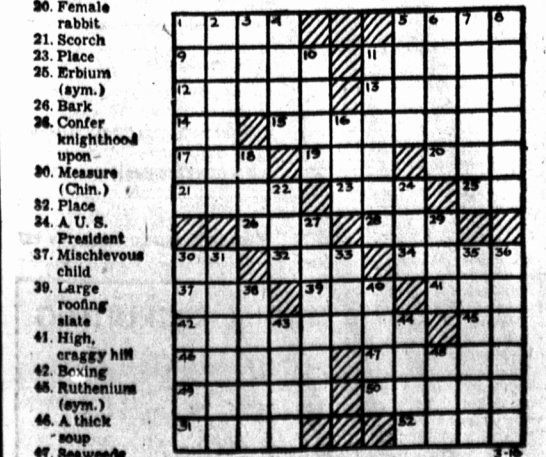 20. Female
rabbit
21. Scorch
23. Place
25. Erbium
(sym.)
26. Bark
28. Confer
knighthood
upon
30. Measure
(Chin.)
32. Place
34. A U. S.
President
37. Mischievous
child
39. Large
roofing
slate
41. High,
craggy hill
42. Boxing
45. Ruthenium
(sym.)
46. A thick
soup
47. Seaweeds
1 2 3 4 5 6 7 8
9 10 11
12 13
14 15 16
17 18 19 20
21 22 23 24 25
26 27 28 29
30 31 32 33 34 35 36
37 38 39 40 41
42 43 44 45
46 47 48
49 50
51 52
3-16